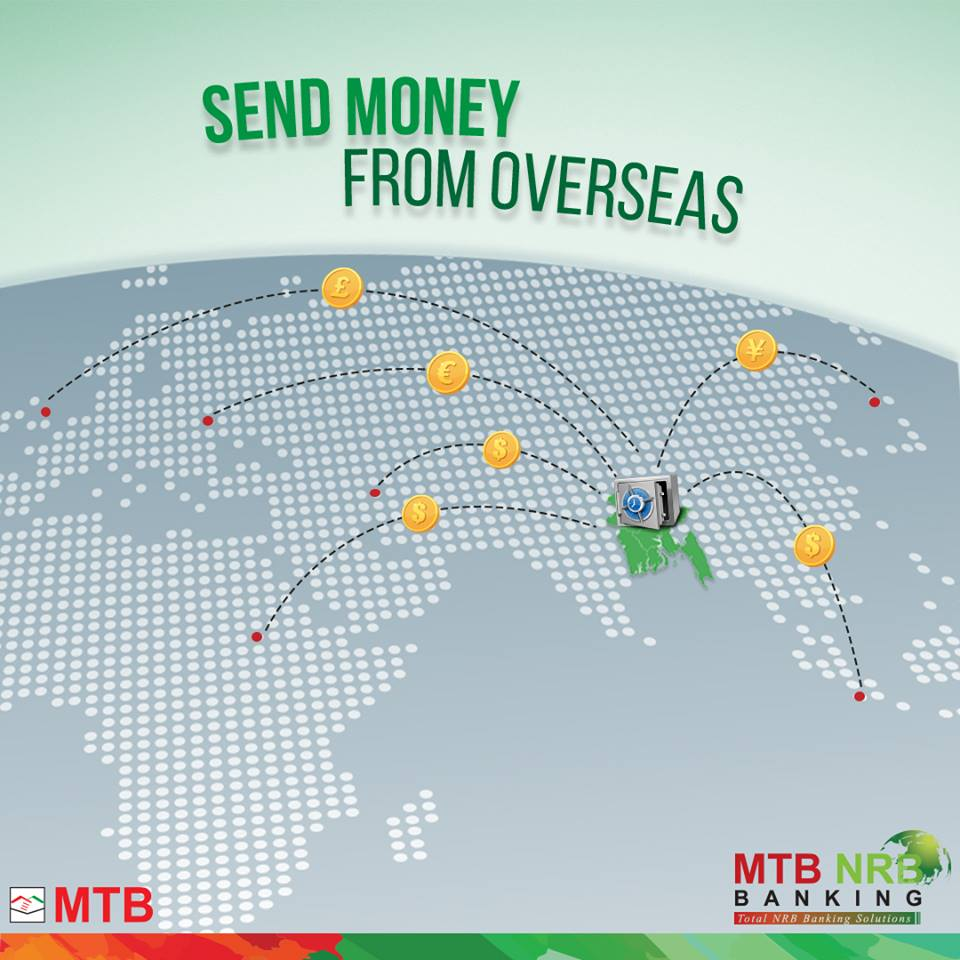 SEND MONEY
FROM OVERSEAS
£
€
¥
$
$
$
MTB
MTB NRB
BANKING
Total NRB Banking Solutions